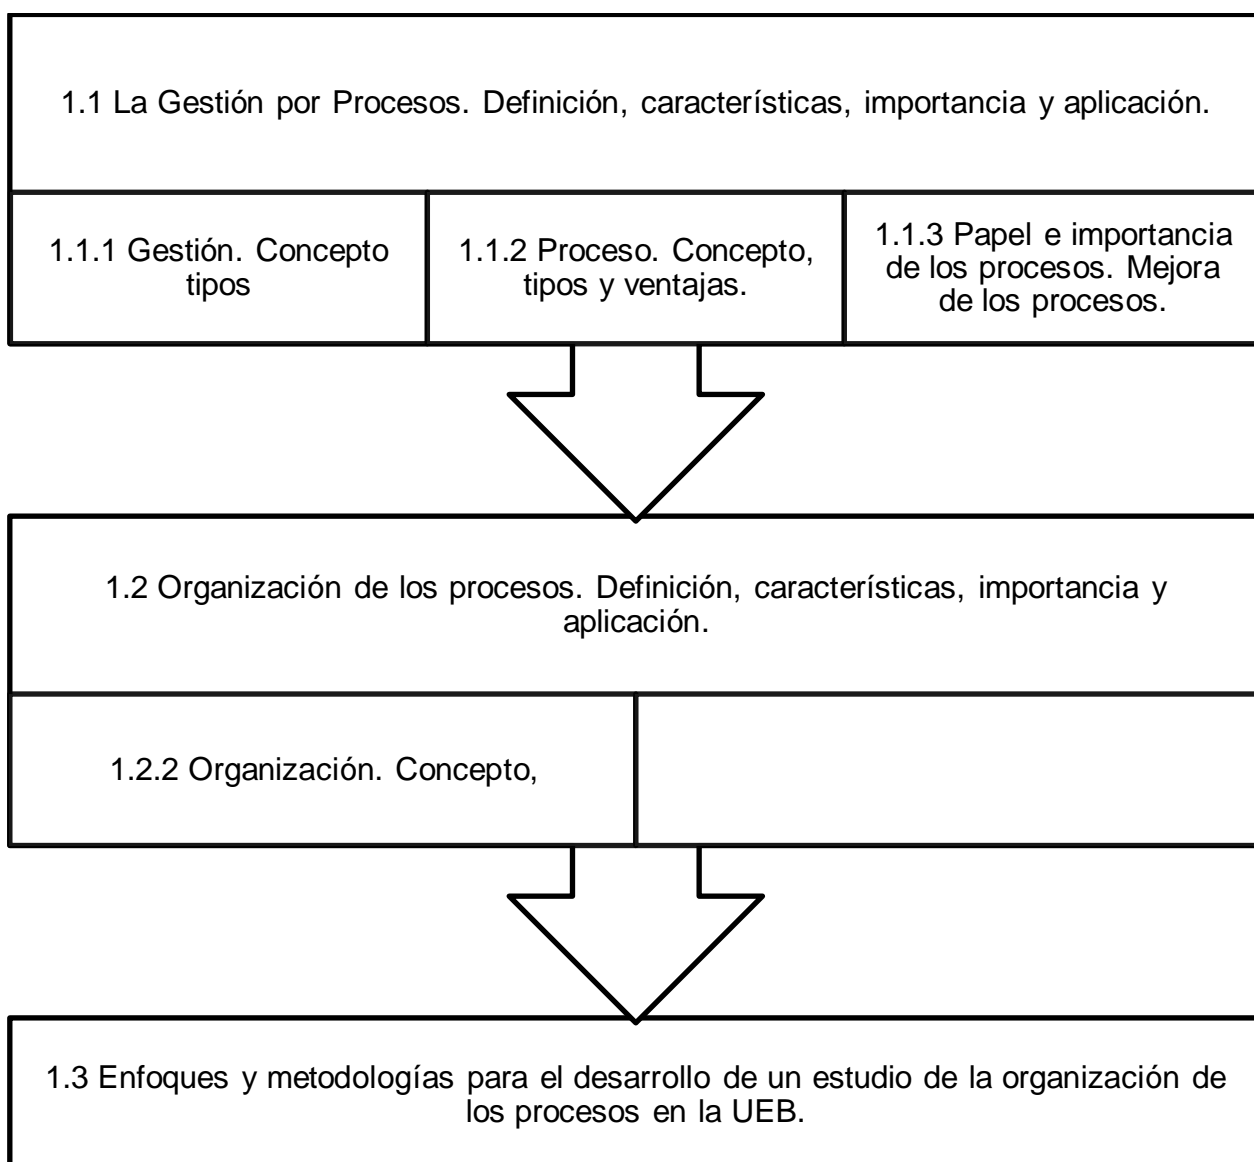 1.1 La Gestión por Procesos. Definición, características, importancia y aplicación.
1.1.1 Gestión. Concepto
tipos
1.1.2 Proceso. Concepto,
tipos y ventajas.
1.1.3 Papel e importancia
de los procesos. Mejora
de los procesos.
1.2 Organización de los procesos. Definición, características, importancia y
aplicación.
1.2.2 Organización. Concepto,
1.3 Enfoques y metodologías para el desarrollo de un estudio de la organización de
los procesos en la UEB.